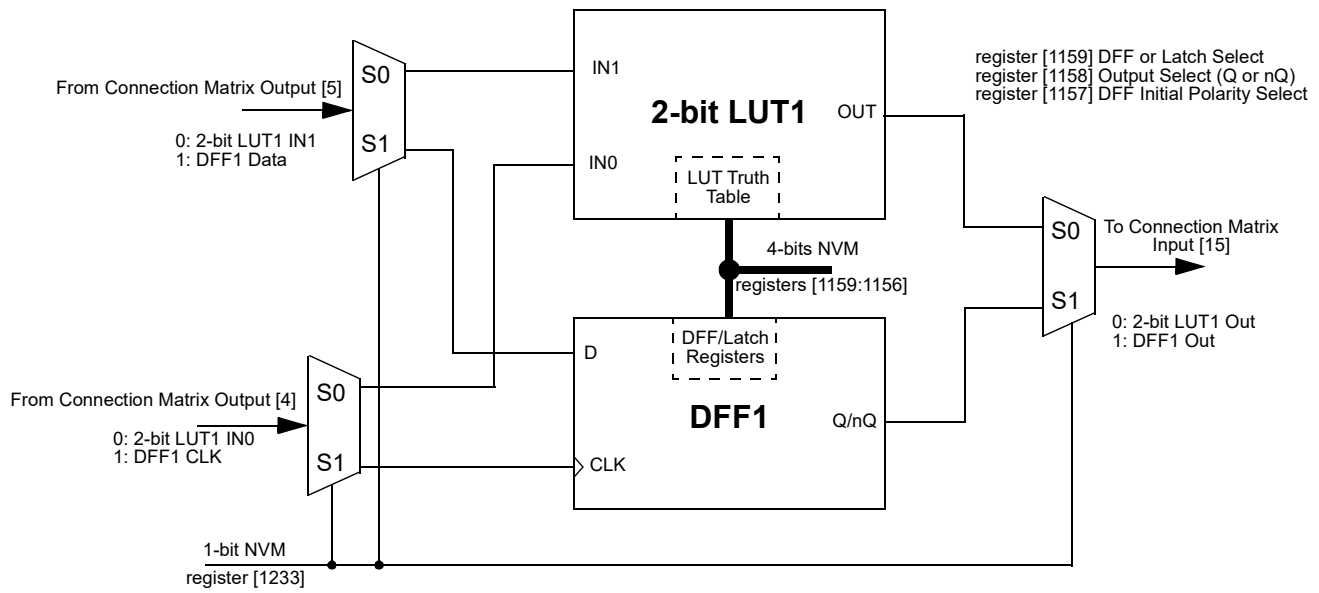 From Connection Matrix Output [5]
0: 2-bit LUT1 IN1
1: DFF1 Data
S0
S1
IN1
IN0
2-bit LUT1
OUT
LUT Truth
Table
register [1159] DFF or Latch Select
register [1158] Output Select (Q or nQ)
register [1157] DFF Initial Polarity Select
4-bits NVM
registers [1159:1156]
S0
S1
To Connection Matrix
Input [15]
0: 2-bit LUT1 Out
1: DFF1 Out
DFF/Latch
Registers
D
DFF1
Q/nQ
CLK
From Connection Matrix Output [4]
0: 2-bit LUT1 IN0
1: DFF1 CLK
S0
S1
1-bit NVM
register [1233]